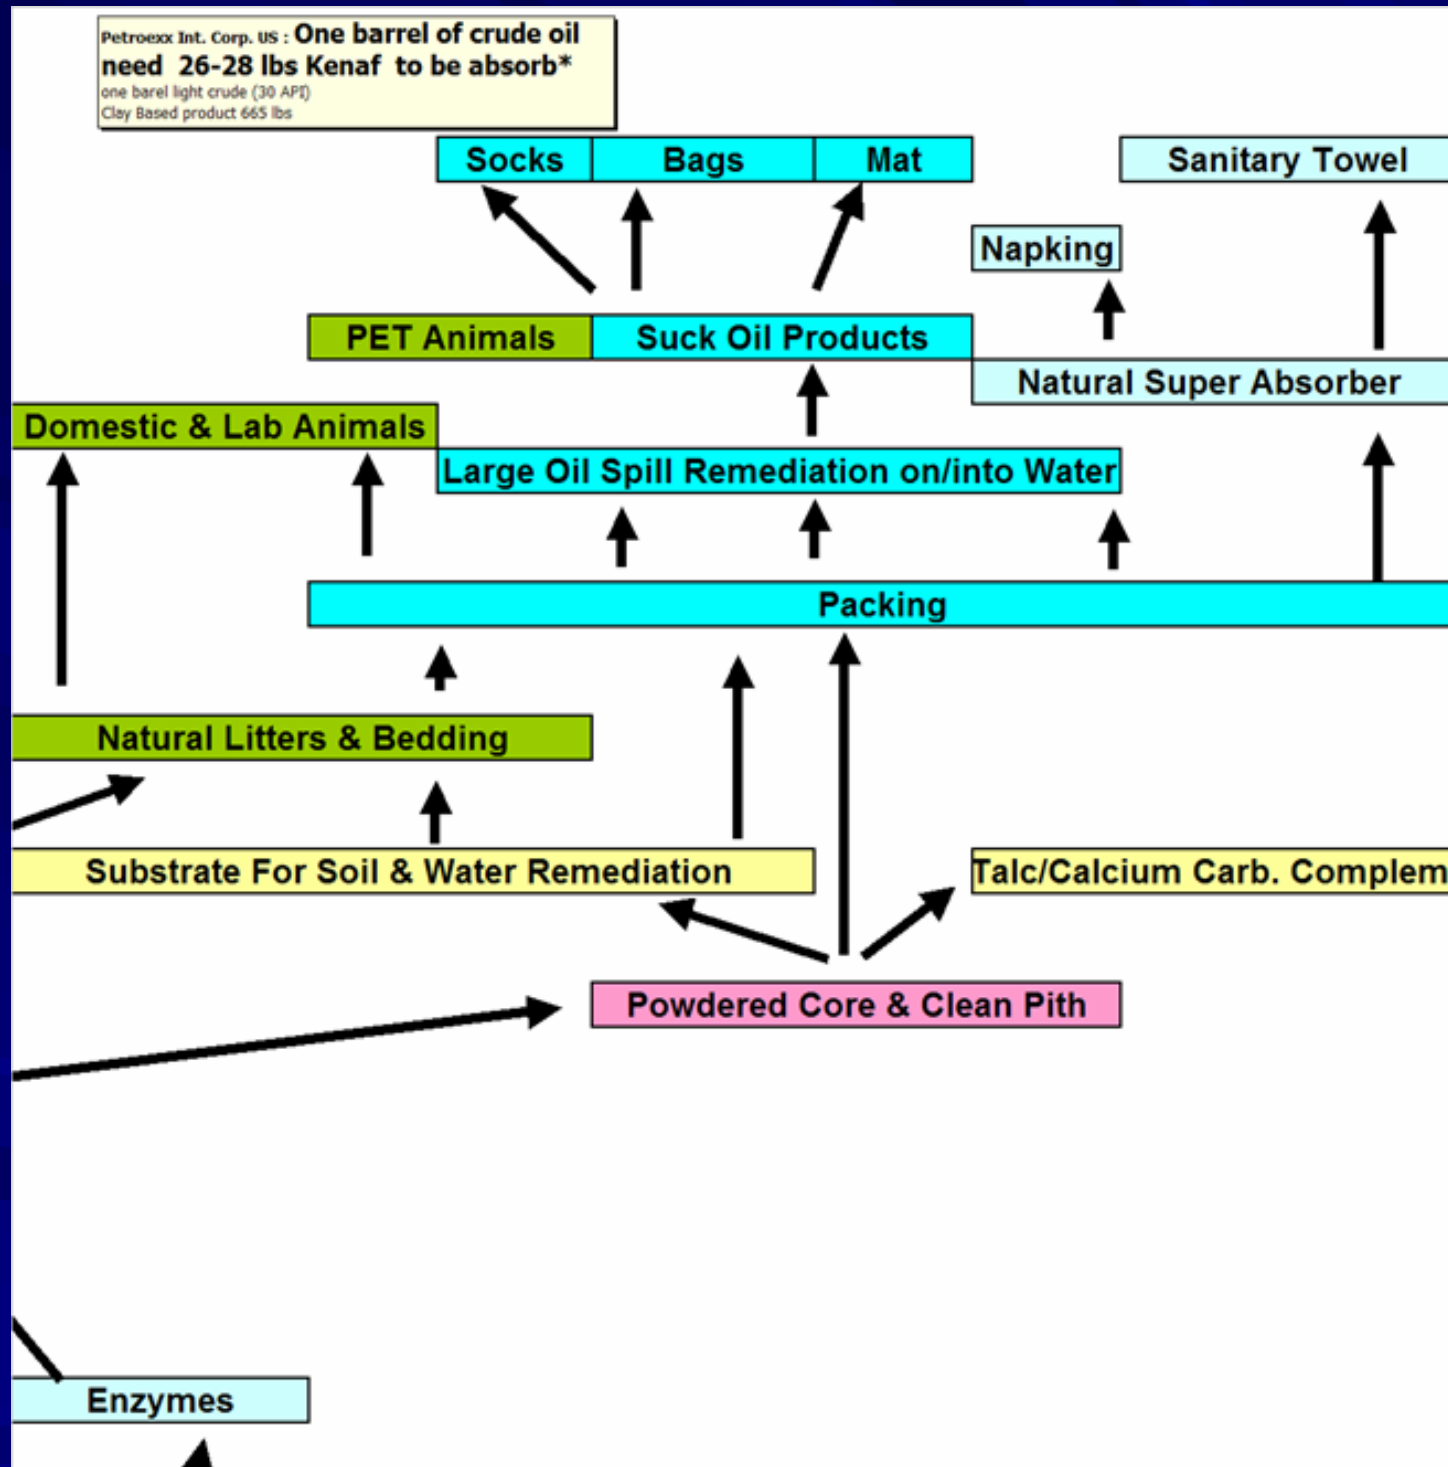 Petroexx Int. Corp. US : One barrel of crude oil
need 26-28 lbs Kenaf to be absorb*
one barel light crude (30 API)
Clay Based product 665 lbs
Socks Bags Mat
Sanitary Towel
Napking
PET Animals Suck Oil Products
Natural Super Absorber
Domestic & Lab Animals
Large Oil Spill Remediation on/into Water
Packing
Natural Litters & Bedding
Substrate For Soil & Water Remediation
Talc/Calcium Carb. Complem
Powdered Core & Clean Pith
Enzymes